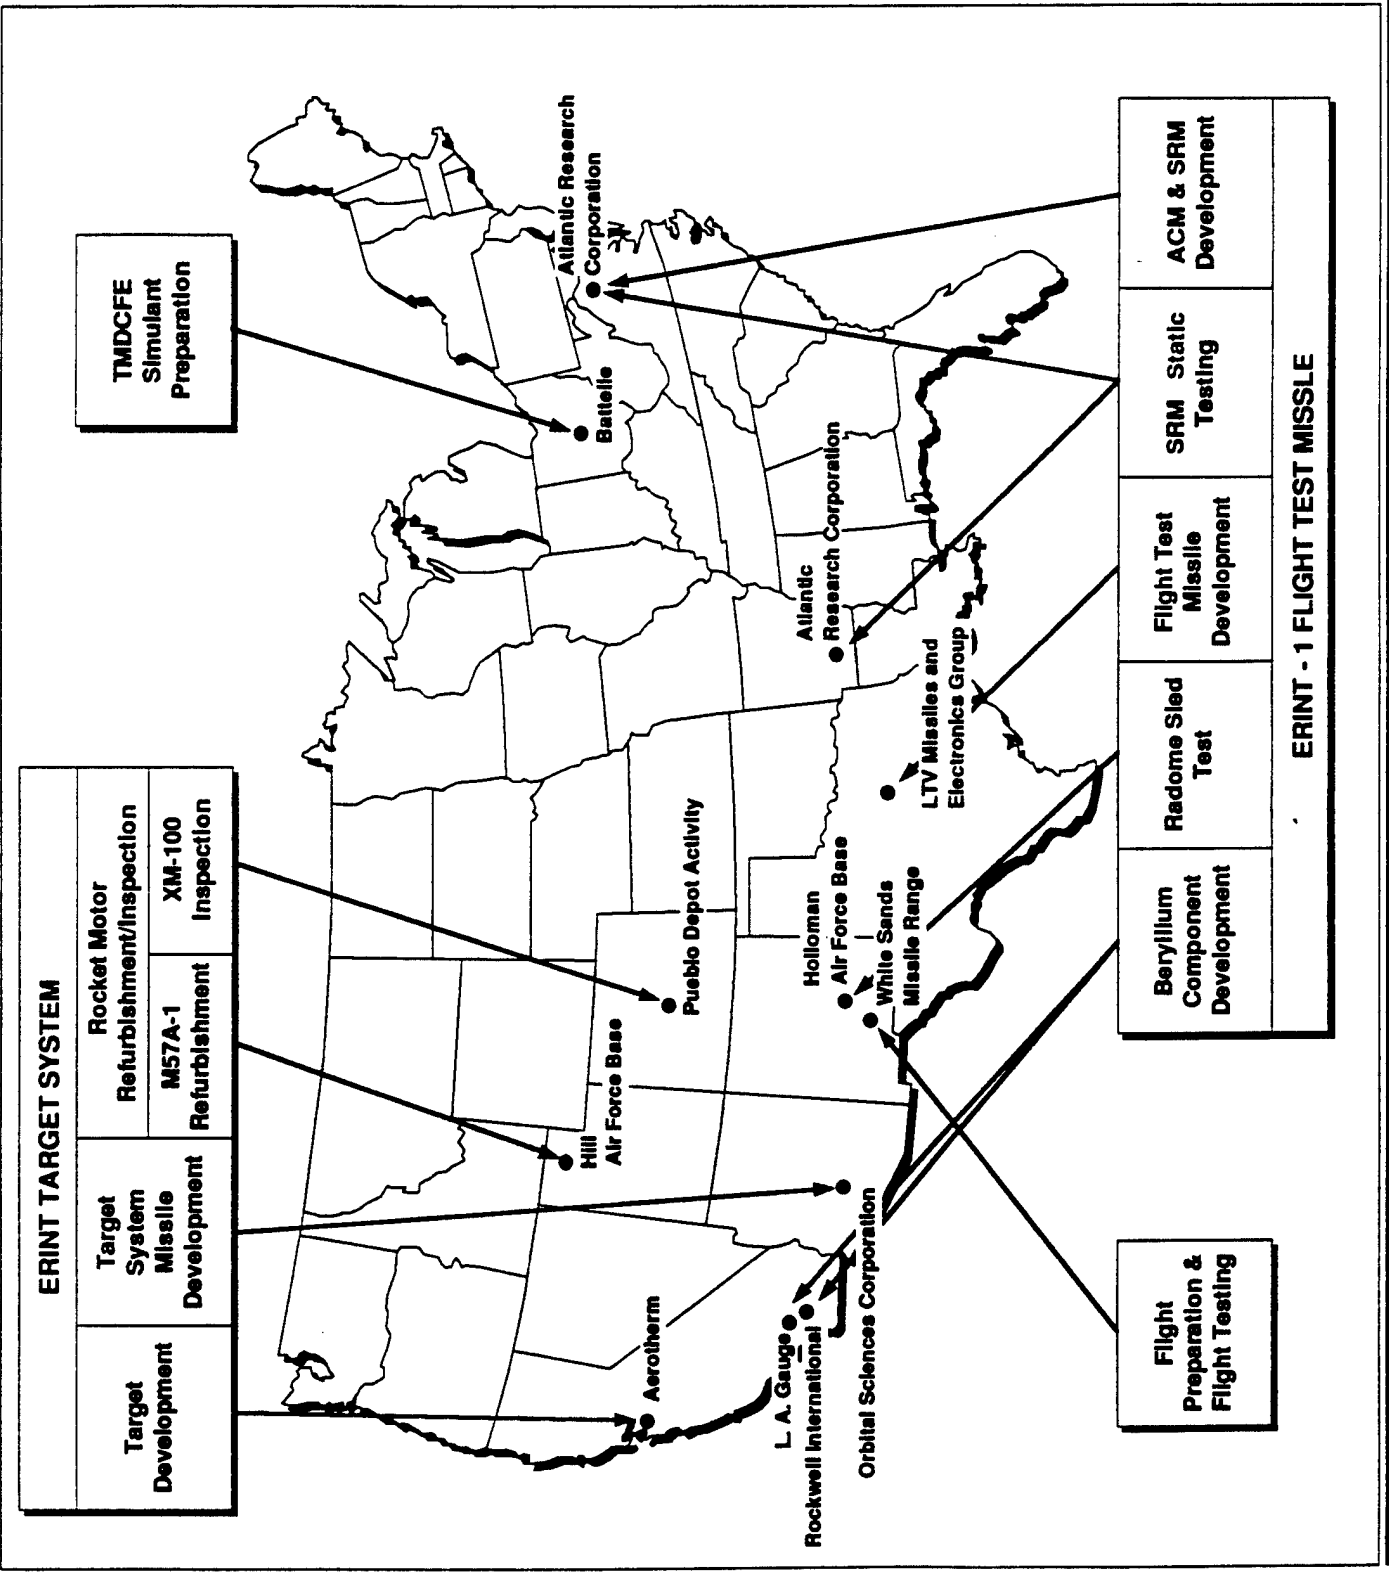 ERINT TARGET SYSTEM
Target
Development
Target
System
Missile
Development
Rocket Motor
Refurbishment/Inspection
M57A-1
Refurbishment
XM-100
Inspection
TMDCFE
Simulant
Preparation
Aerotherm
Hill
Air Force Base
Pueblo Depot Activity
Battelle
Atlantic Research
Corporation
L. A. Gauge
Rockwell International
Orbital Sciences Corporation
Holloman
Air Force Base
White Sands
Missile Range
LTV Missiles and
Electronics Group
Atlantic
Research Corporation
Flight
Preparation &
Flight Testing
Beryllium
Component
Development
Radome Sled
Test
Flight Test
Missile
Development
SRM Static
Testing
ACM & SRM
Development
ERINT - 1 FLIGHT TEST MISSLE